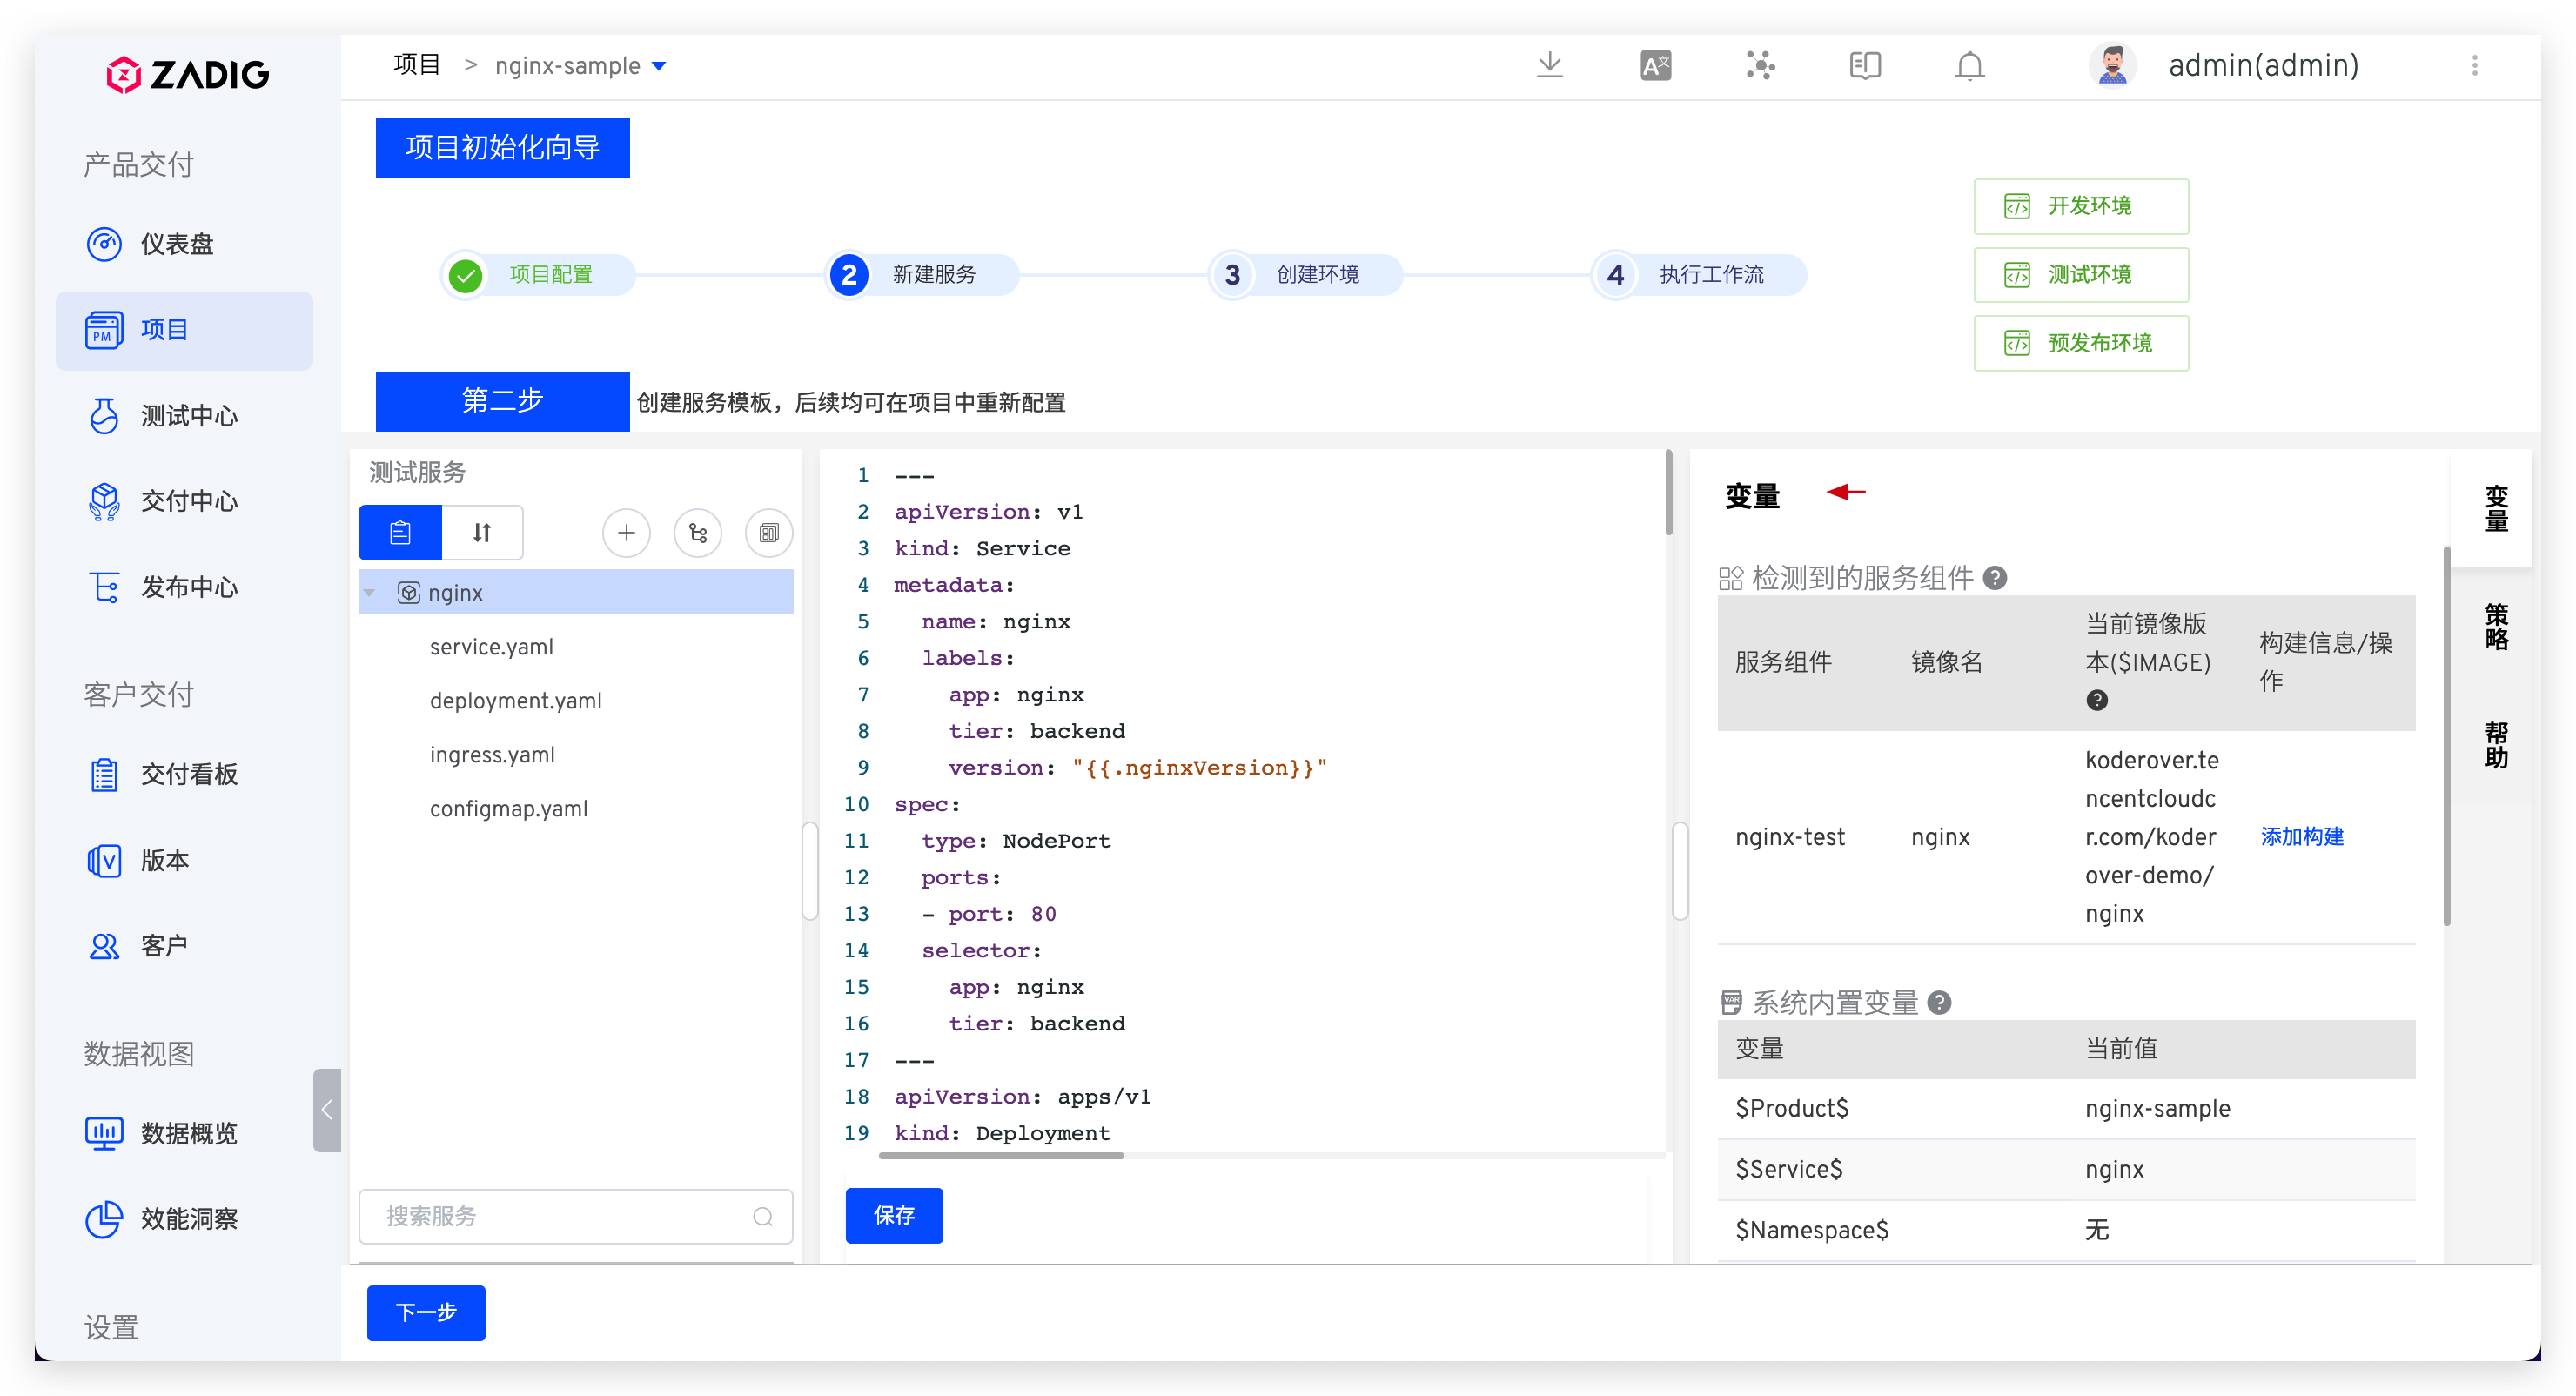 ZADIG
产品交付
仪表盘
PM
项目
测试中心
交付中心
发布中心
客户交付
交付看板
版本
客户
数据视图
数据概览
效能洞察
设置
项目 > nginx-sample
admin(admin)
项目初始化向导
项目配置
2 新建服务
3 创建环境
4 执行工作流
开发环境
测试环境
预发布环境
第二步 创建服务模板，后续均可在项目中重新配置
测试服务
nginx
service.yaml
deployment.yaml
ingress.yaml
configmap.yaml
搜索服务
1 ---
2 apiVersion: v1
3 kind: Service
4 metadata:
5 name: nginx
6 labels:
7 app: nginx
8 tier: backend
9 version: "{{.nginxVersion}}"
10 spec:
11 type: NodePort
12 ports:
13 - port: 80
14 selector:
15 app: nginx
16 tier: backend
17 ---
18 apiVersion: apps/v1
19 kind: Deployment
保存
变量
检测到的服务组件
服务组件 镜像名 当前镜像版本($IMAGE) 构建信息/操作
nginx-test nginx koderover.tencentcloudcr.com/koderover-demo/nginx 添加构建
VAR
系统内置变量
变量 当前值
$Product$ nginx-sample
$Service$ nginx
$Namespace$ 无
变量
策略
帮助
下一步